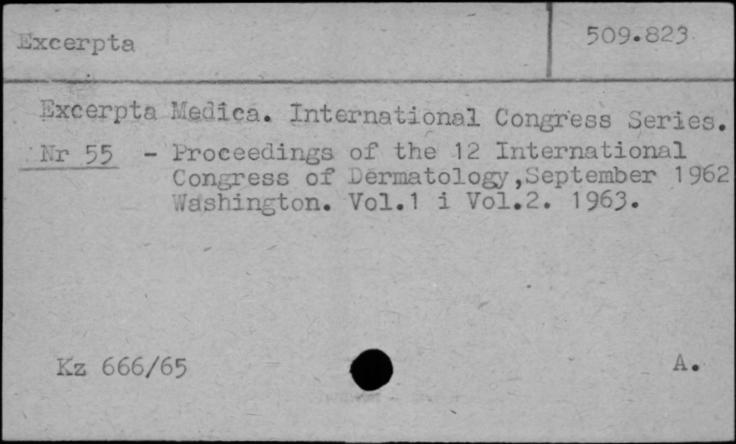 Excerpta
509.823
Excerpta Medica. International Congress Series.
Nr 55 - Proceedings of the 12 International
Congress of Dermatology,September 1962
Washington. Vol.1 i Vol.2. 1963.
Kz 666/65
A.